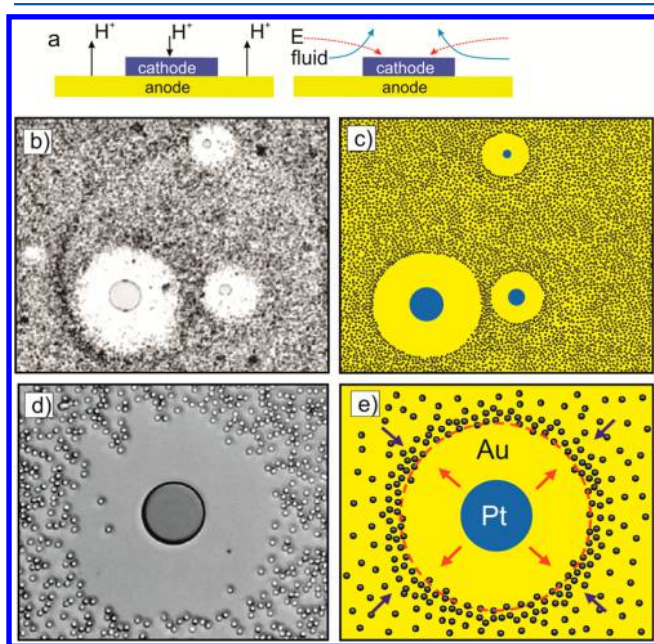 a
H+ H+ H+
cathode
anode
E
fluid
cathode
anode
b)
c)
d)
e)
Au
Pt